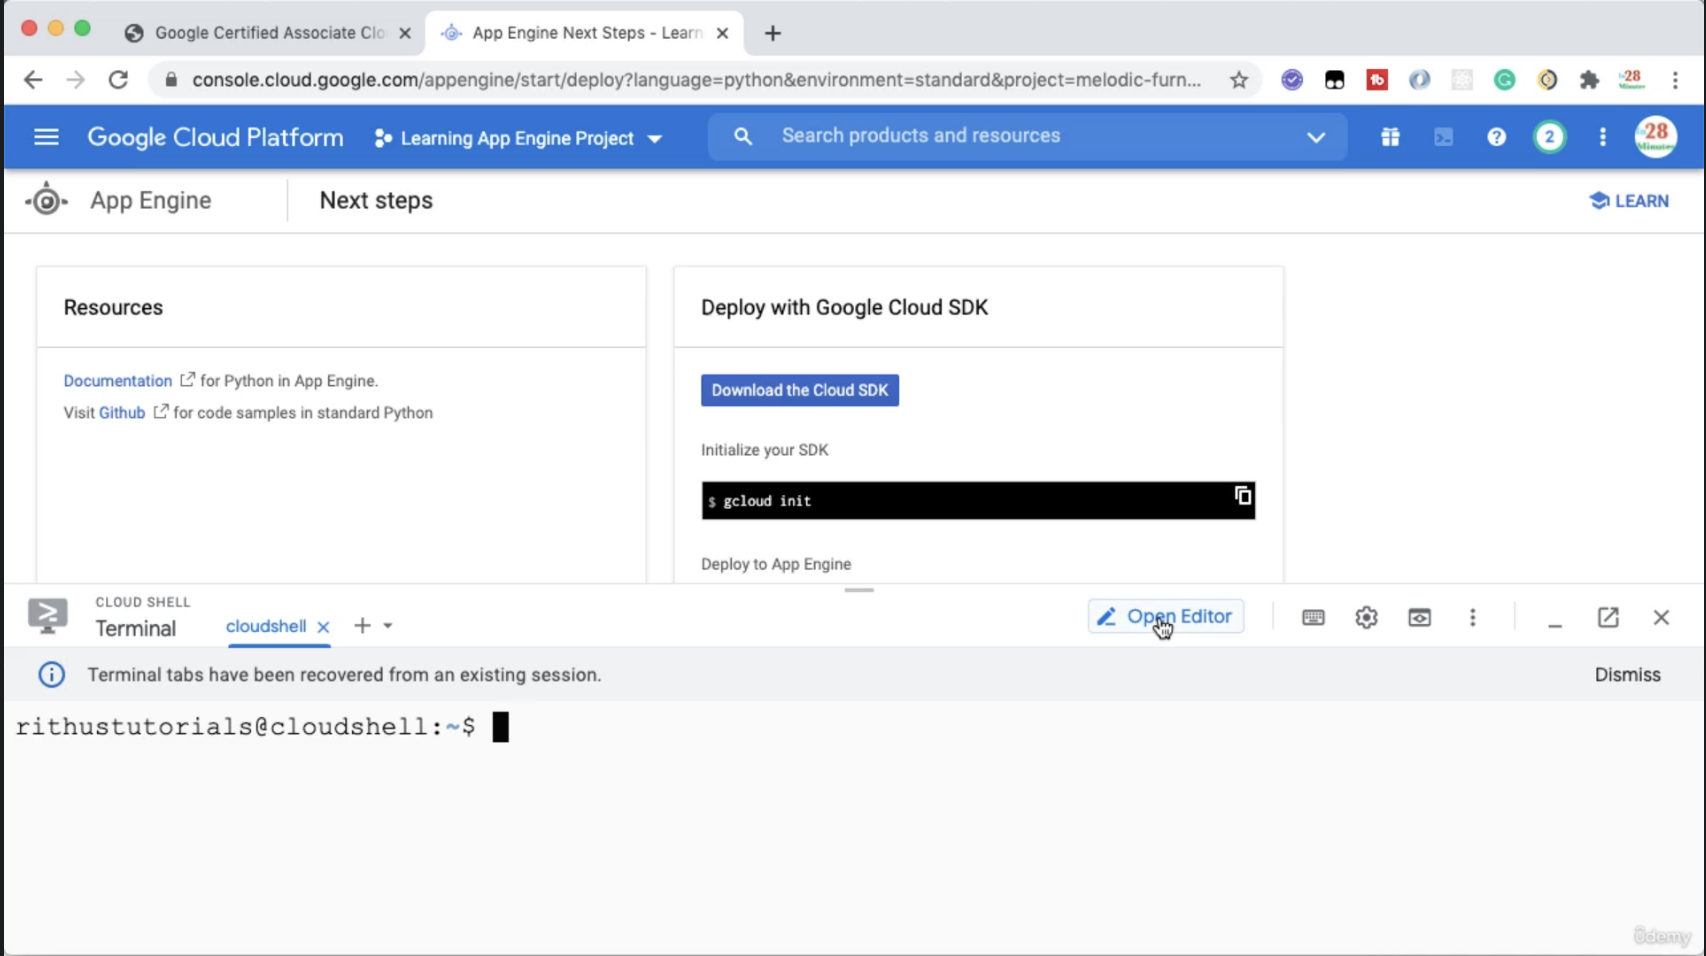 Google Certified Associate Clo
App Engine Next Steps - Learn
console.cloud.google.com/appengine/start/deploy?language=python&environment=standard&project=melodic-furn...
Google Cloud Platform
Learning App Engine Project
Search products and resources
2
28
Minutes
App Engine
Next steps
LEARN
Resources
Documentation for Python in App Engine.
Visit Github for code samples in standard Python
Deploy with Google Cloud SDK
Download the Cloud SDK
Initialize your SDK
$ gcloud init
Deploy to App Engine
CLOUD SHELL
Terminal
cloudshell
Open Editor
Terminal tabs have been recovered from an existing session.
Dismiss
rithustutorials@cloudshell:~$
ûdemy